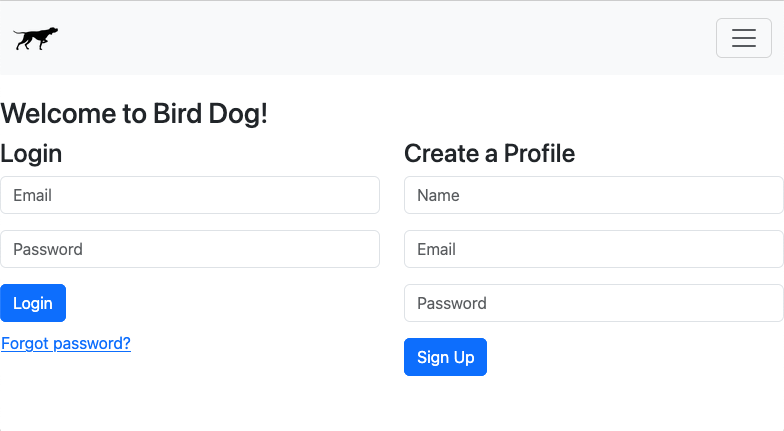 Welcome to Bird Dog!
Login
Email
Password
Login
Forgot password?
Create a Profile
Name
Email
Password
Sign Up